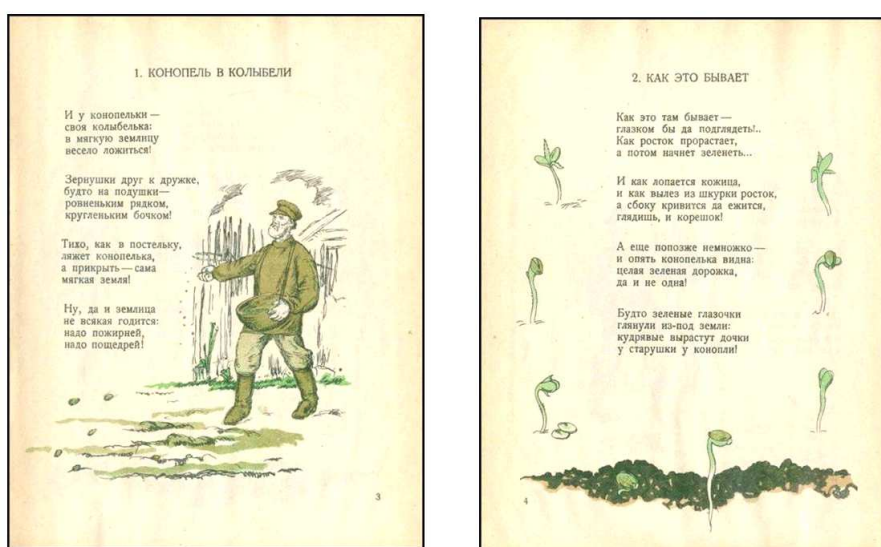 1. КОНОПЕЛЬ В КОЛЫБЕЛИ
И у конопельки —
своя колыбелька:
в мягкую землицу
весело ложиться!
Зернушки друг к дружке,
будто на подушки—
ровненьким рядком,
кругленьким бочком!
Тихо, как в постельку,
ляжет конопелька,
а прикрыть — сама
мягкая земля!
Ну, да и землица
не всякая годится:
надо пожирней,
надо пощедрей!
3
2. КАК ЭТО БЫВАЕТ
Как это там бывает —
глазком бы да подглядеть!..
Как росток прорастает,
а потом начнет зеленеть...
И как лопается кожица,
и как вылез из шкурки росток,
а сбоку кривится да ежится,
глядишь, и корешок!
А еще попозже немножко —
и опять конопелька видна:
целая зеленая дорожка,
да и не одна!
Будто зеленые глазочки
глянули из-под земли:
кудрявые вырастут дочки
у старушки у конопли!
4